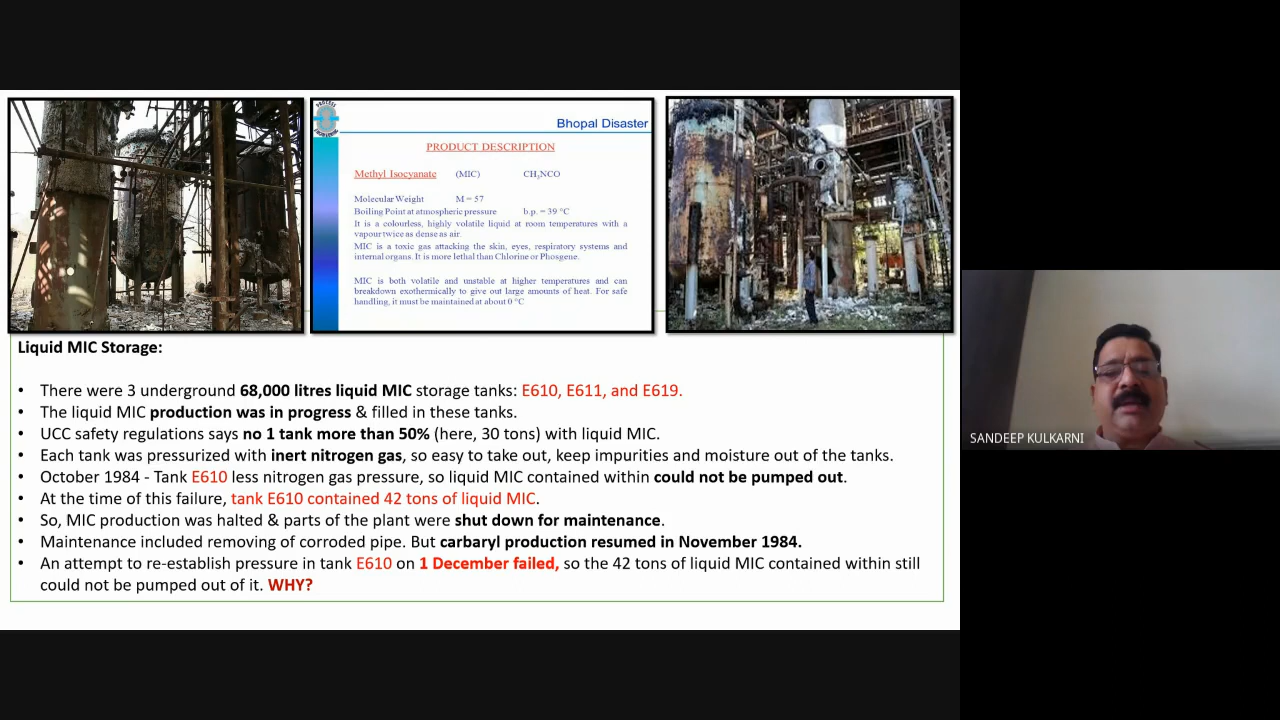 PROCESS
ENGINEERING
Bhopal Disaster
PRODUCT DESCRIPTION
Methyl Isocyanate (MIC) CH3NCO
Molecular Weight M = 57
Boiling Point at atmospheric pressure b.p. = 39 °C
It is a colourless, highly volatile liquid at room temperatures with a
vapour twice as dense as air.
MIC is a toxic gas attacking the skin, eyes, respiratory systems and
internal organs. It is more lethal than Chlorine or Phosgene.
MIC is both volatile and unstable at higher temperatures and can
breakdown exothermically to give out large amounts of heat. For safe
handling, it must be maintained at about 0 °C
Liquid MIC Storage:
• There were 3 underground 68,000 litres liquid MIC storage tanks: E610, E611, and E619.
• The liquid MIC production was in progress & filled in these tanks.
• UCC safety regulations says no 1 tank more than 50% (here, 30 tons) with liquid MIC.
• Each tank was pressurized with inert nitrogen gas, so easy to take out, keep impurities and moisture out of the tanks.
• October 1984 - Tank E610 less nitrogen gas pressure, so liquid MIC contained within could not be pumped out.
• At the time of this failure, tank E610 contained 42 tons of liquid MIC.
• So, MIC production was halted & parts of the plant were shut down for maintenance.
• Maintenance included removing of corroded pipe. But carbaryl production resumed in November 1984.
• An attempt to re-establish pressure in tank E610 on 1 December failed, so the 42 tons of liquid MIC contained within still
could not be pumped out of it. WHY?
SANDEEP KULKARNI